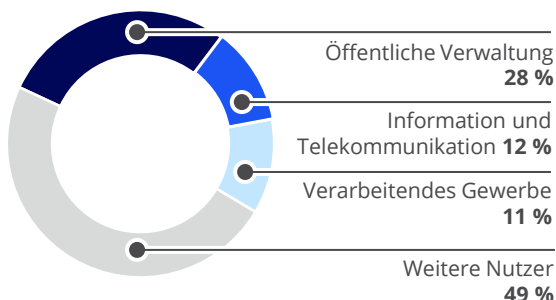 Öffentliche Verwaltung
28 %
Information und
Telekommunikation 12 %
Verarbeitendes Gewerbe
11 %
Weitere Nutzer
49 %